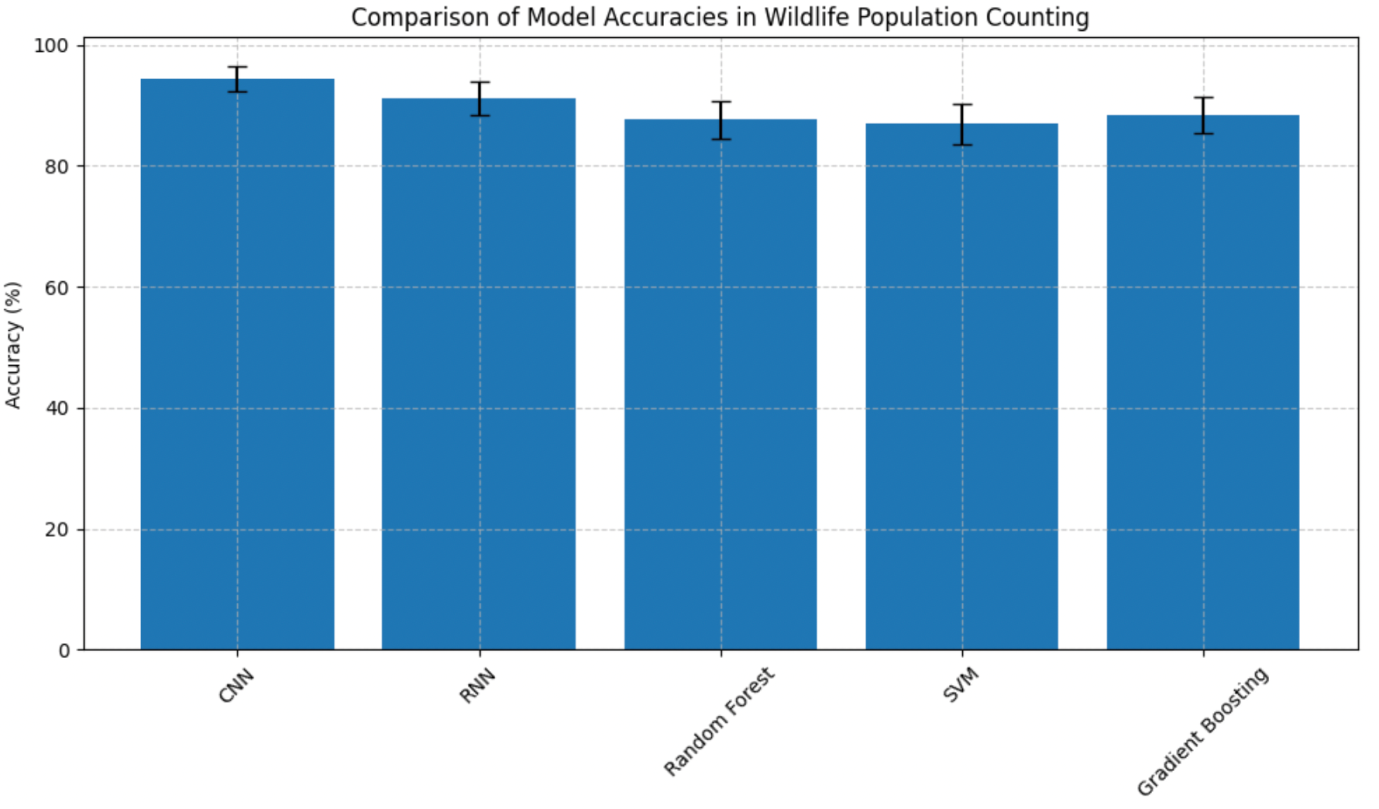 Comparison of Model Accuracies in Wildlife Population Counting
Accuracy (%)
100
80
60
40
20
0
CNN
RNN
Random Forest
SVM
Gradient Boosting